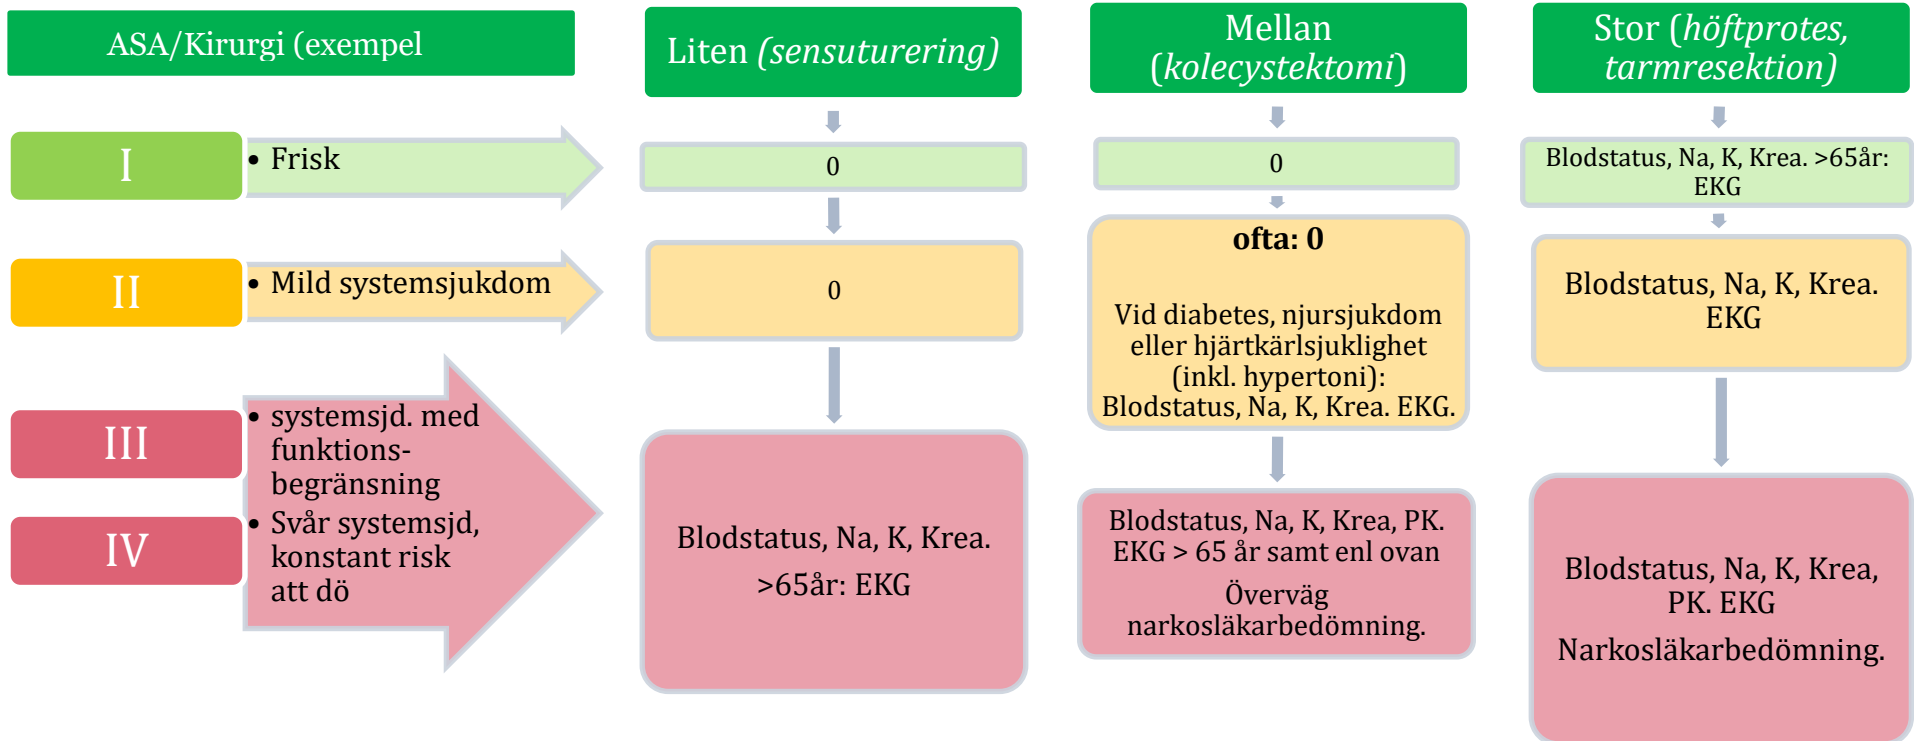 ASA/Kirurgi (exempel
I
• Frisk
II
• Mild systemsjukdom
III
• systemsjd. med
funktions-
begränsning
IV
• Svår systemsjd,
konstant risk
att dö
Liten (sensuturering)
0
0
Blodstatus, Na, K, Krea.
>65år: EKG
Mellan
(kolecystektomi)
0
ofta: 0
Vid diabetes, njursjukdom
eller hjärtkärlsjuklighet
(inkl. hypertoni):
Blodstatus, Na, K, Krea. EKG.
Blodstatus, Na, K, Krea, PK.
EKG > 65 år samt enl ovan
Överväg
narkosläkarbedömning.
Stor (höftprotes,
tarmresektion)
Blodstatus, Na, K, Krea. >65år:
EKG
Blodstatus, Na, K, Krea.
EKG
Blodstatus, Na, K, Krea,
PK. EKG
Narkosläkarbedömning.